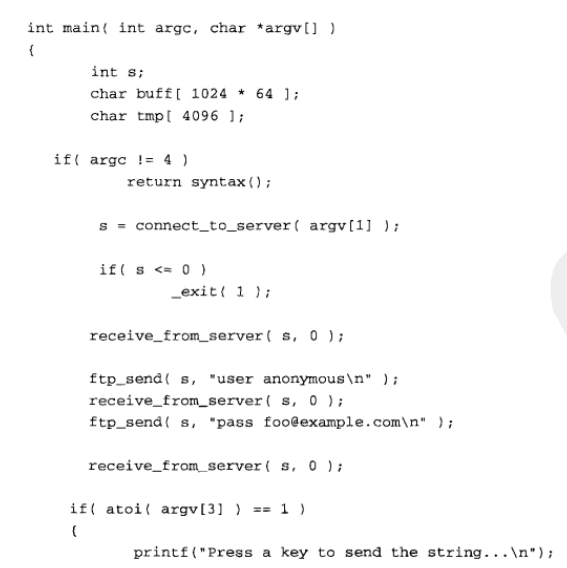 int main( int argc, char *argv[] )
{
int s;
char buff[ 1024 * 64 ];
char tmp[ 4096 ];
if( argc != 4 )
return syntax();
s = connect_to_server( argv[1] );
if( s <= 0 )
_exit( 1 );
receive_from_server( s, 0 );
ftp_send( s, "user anonymous\n" );
receive_from_server( s, 0 );
ftp_send( s, "pass foo@example.com\n" );
receive_from_server( s, 0 );
if( atoi( argv[3] ) == 1 )
{
printf("Press a key to send the string...\n");